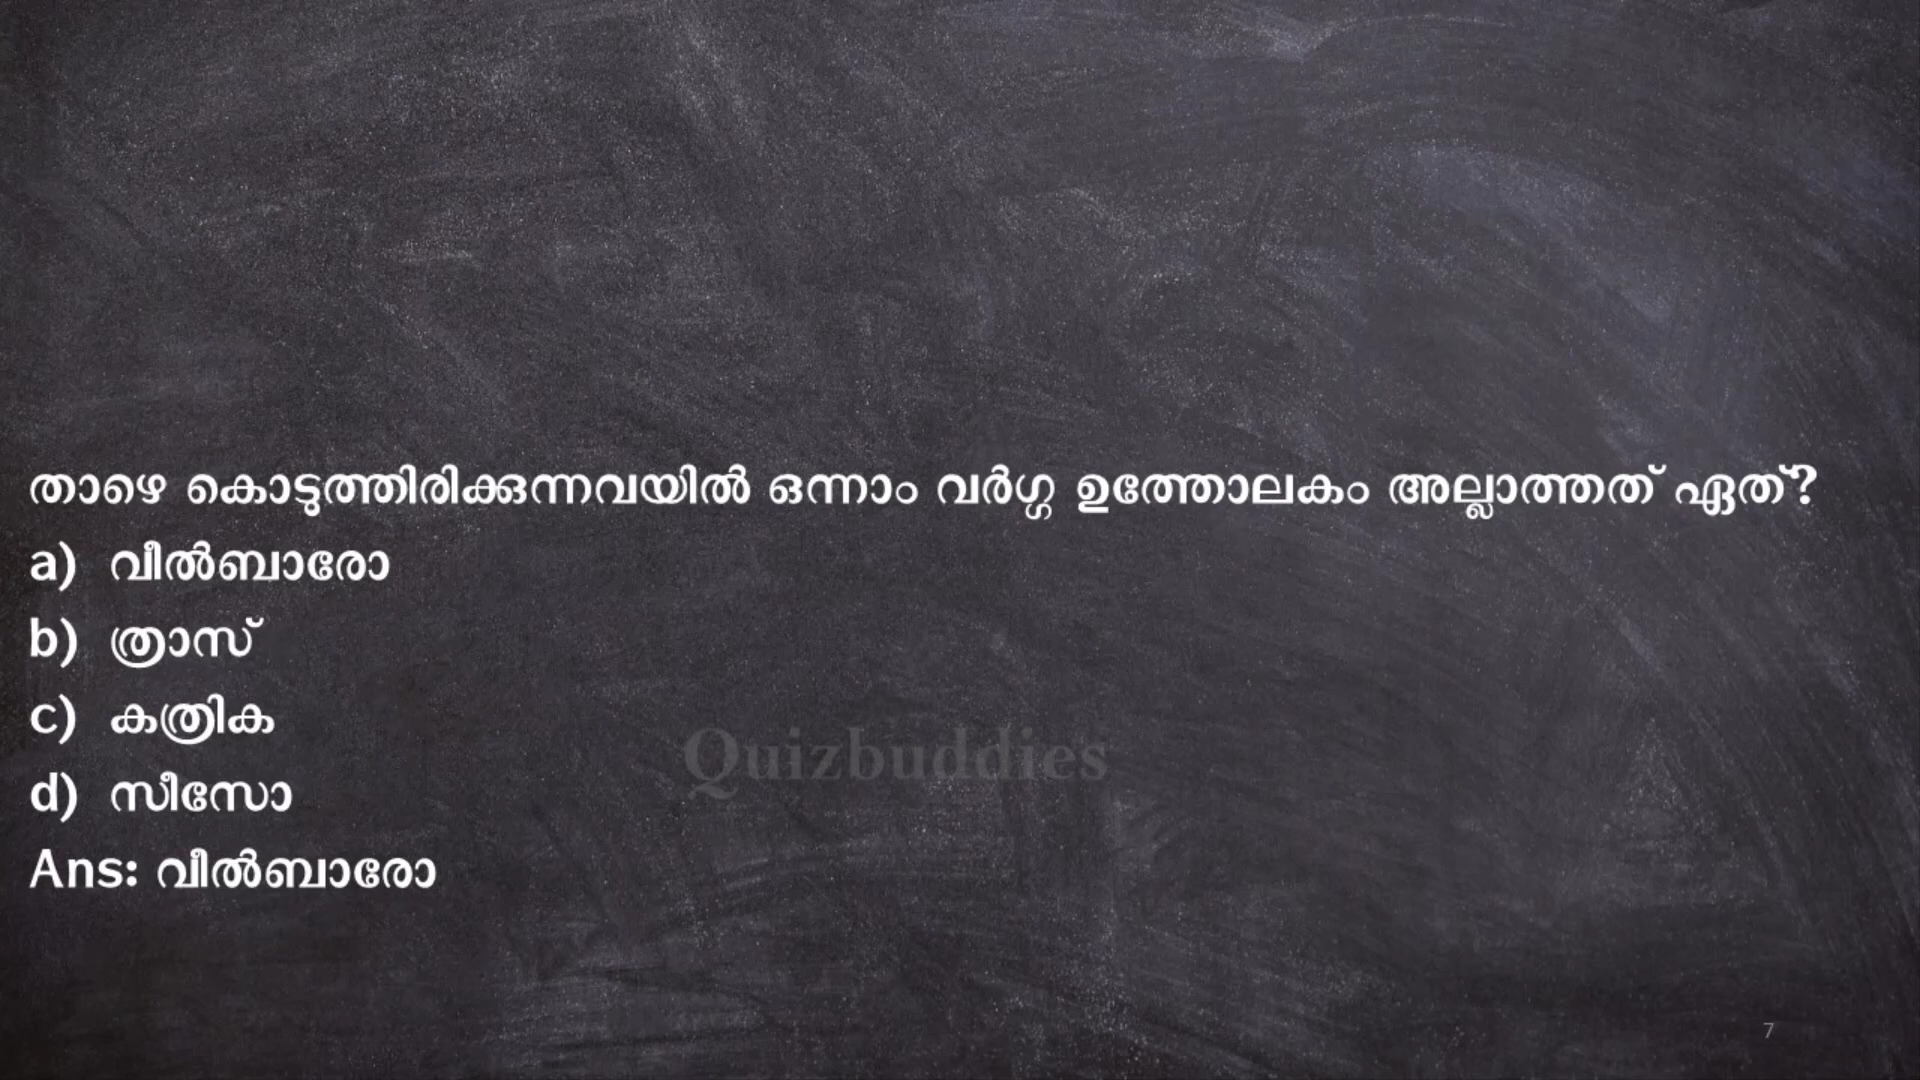 താഴെ കൊടുത്തിരിക്കുന്നവയിൽ ഒന്നാം വർഗ്ഗ ഉത്തോലകം അല്ലാത്തത് ഏത്?
a) വീൽബാരോ
b) ത്രാസ്
c) കത്രിക
d) സീസോ
Ans: വീൽബാരോ
Quizbuddies
7